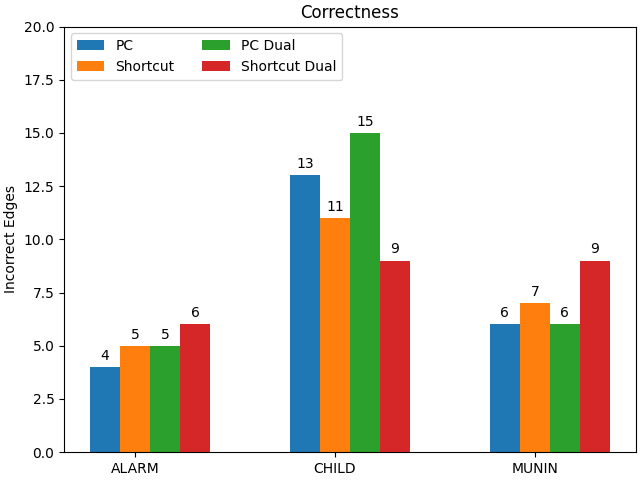 Correctness
20.0
17.5
15.0
12.5
10.0
7.5
5.0
2.5
0.0
Incorrect Edges
PC
Shortcut
PC Dual
Shortcut Dual
4
5
5
6
13
11
15
9
6
7
6
9
ALARM
CHILD
MUNIN